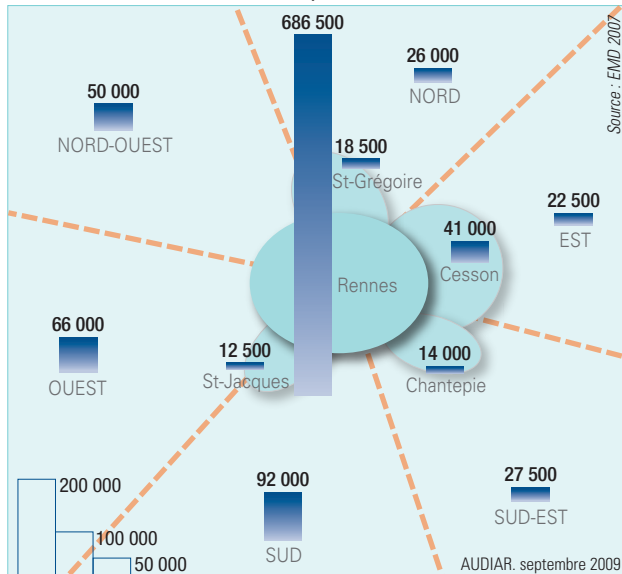 686 500
26 000
NORD
50 000
NORD-OUEST
Source : EMD 2007
18 500
St-Grégoire
22 500
EST
41 000
Cesson
Rennes
66 000
OUEST
12 500
St-Jacques
14 000
Chantepie
92 000
SUD
27 500
SUD-EST
200 000
100 000
50 000
AUDIAR. septembre 2009